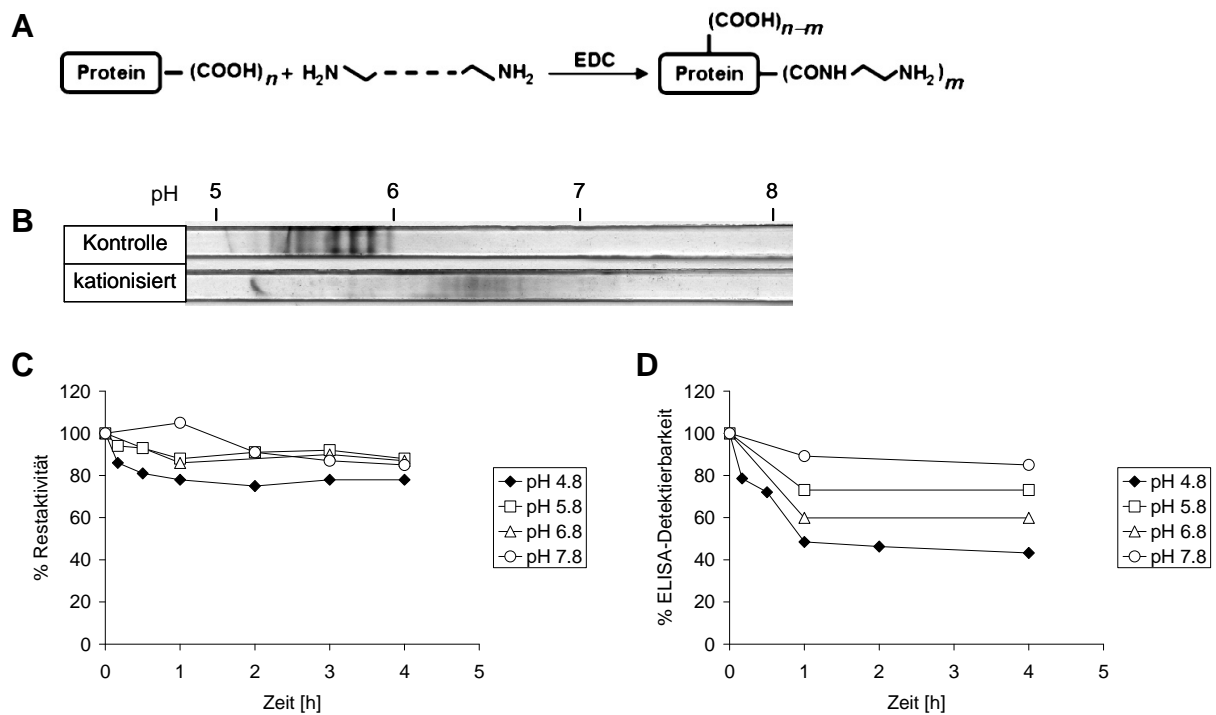 A
Protein (COOH)n + H2N NH2 EDC Protein (COOH)n–m (CONH NH2)m
pH 5 6 7 8
B
Kontrolle
kationisiert
C
% Restaktivität
120
100
80
60
40
20
0
0 1 2 3 4 5
Zeit [h]
pH 4.8
pH 5.8
pH 6.8
pH 7.8
D
% ELISA-Detektierbarkeit
120
100
80
60
40
20
0
0 1 2 3 4 5
Zeit [h]
pH 4.8
pH 5.8
pH 6.8
pH 7.8